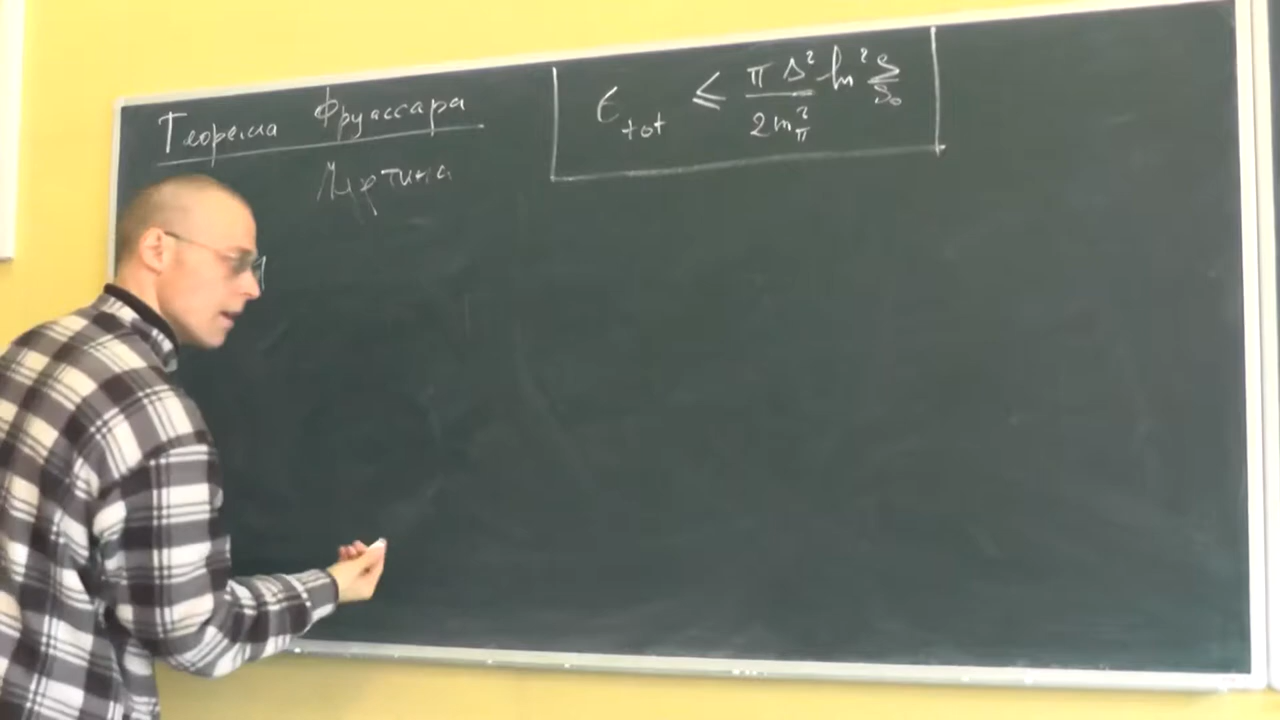 Теорема Фруассара
Мартина
σ_tot ≤ π Δ² / 2m_π² ln² s/s₀